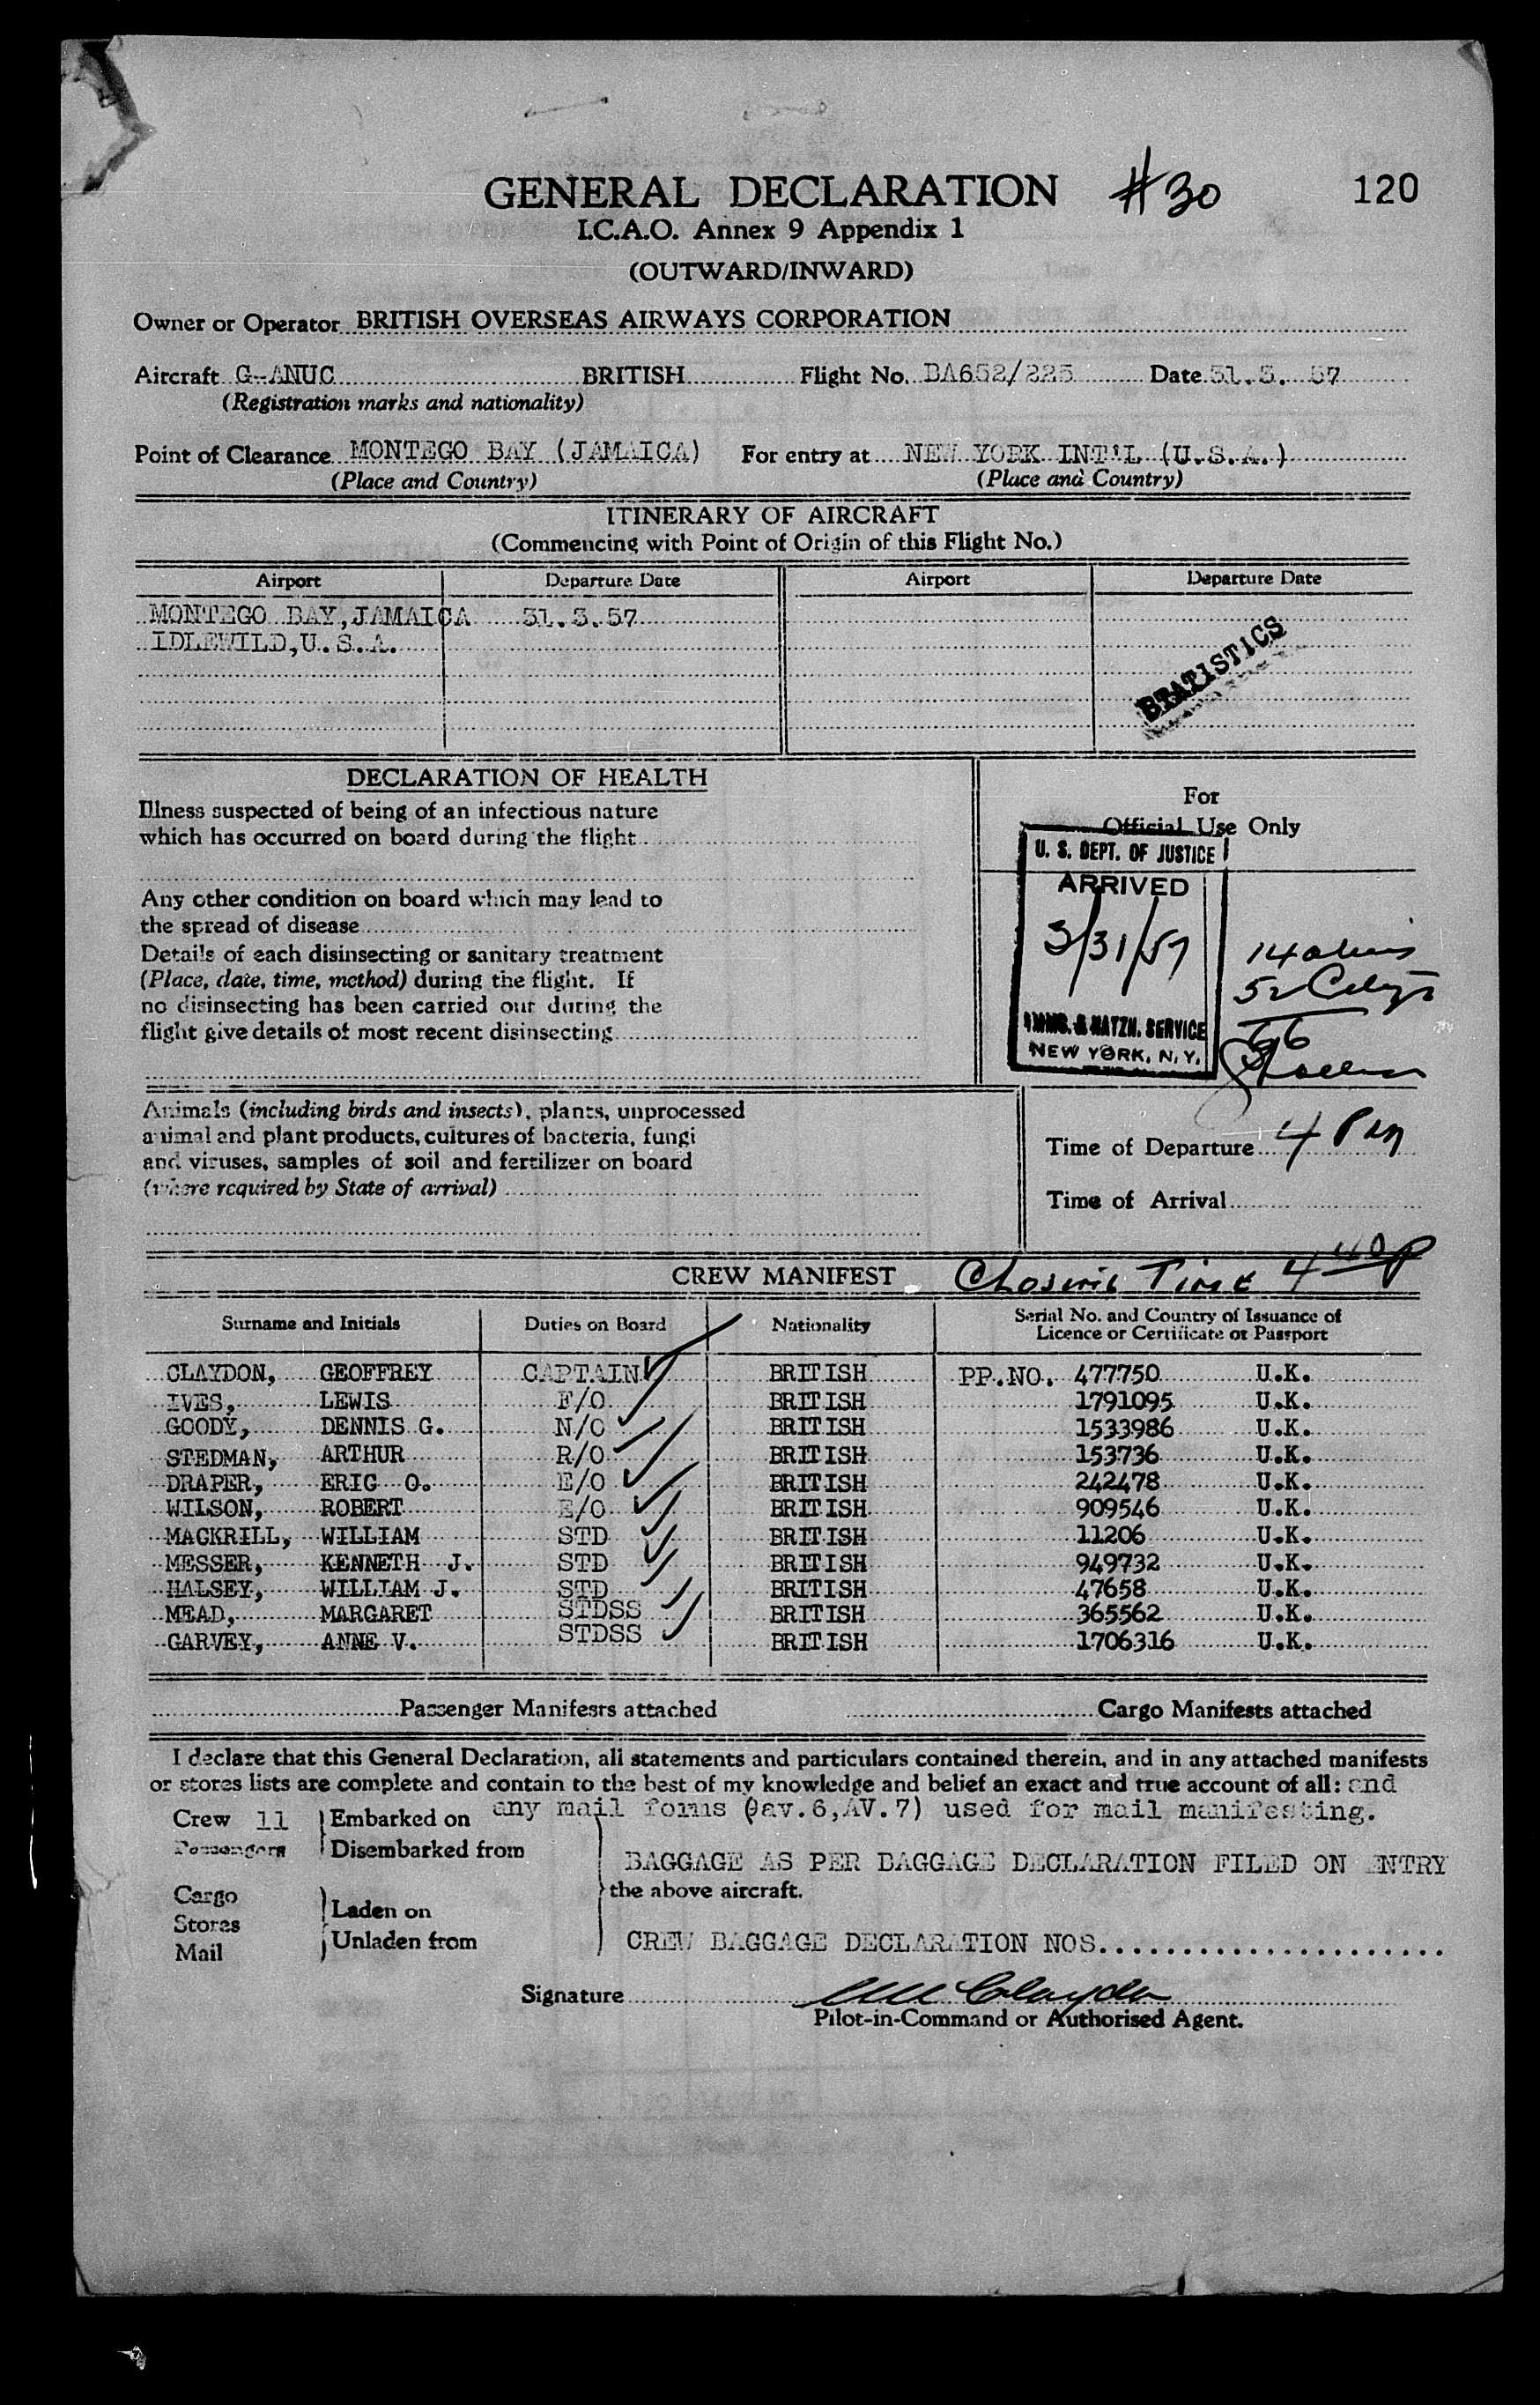 GENERAL DECLARATION #30 120
I.C.A.O. Annex 9 Appendix 1
(OUTWARD/INWARD)
Owner or Operator BRITISH OVERSEAS AIRWAYS CORPORATION
Aircraft G-ANUC BRITISH Flight No. BA652/225 Date 31.3. 57
(Registration marks and nationality)
Point of Clearance MONTEGO BAY (JAMAICA) For entry at NEW YORK INT'L (U.S.A.)
(Place and Country) (Place and Country)
ITINERARY OF AIRCRAFT
(Commencing with Point of Origin of this Flight No.)
Airport Departure Date Airport Departure Date
MONTEGO BAY, JAMAICA 31.3.57
IDLEWILD, U.S.A.
STATISTICS
DECLARATION OF HEALTH
Illness suspected of being of an infectious nature
which has occurred on board during the flight
Any other condition on board which may lead to
the spread of disease
Details of each disinsecting or sanitary treatment
(Place, date, time, method) during the flight. If
no disinsecting has been carried out during the
flight give details of most recent disinsecting
For
Official Use Only
U. S. DEPT. OF JUSTICE
ARRIVED
3/31/57
IMMG. & NATZN. SERVICE
NEW YORK, N.Y.
14 aliens
52
66
Animals (including birds and insects), plants, unprocessed
animal and plant products, cultures of bacteria, fungi
and viruses, samples of soil and fertilizer on board
(where required by State of arrival)
Time of Departure 4 PM
Time of Arrival
CREW MANIFEST Closing Time 4 40 P
Surname and Initials Duties on Board Nationality Serial No. and Country of Issuance of
Licence or Certificate or Passport
CLAYDON, GEOFFREY CAPTAIN BRITISH PP.NO. 477750 U.K.
IVES, LEWIS F/O BRITISH 1791095 U.K.
GOODY, DENNIS G. N/O BRITISH 1533986 U.K.
STEDMAN, ARTHUR R/O BRITISH 153736 U.K.
DRAPER, ERIG O. E/O BRITISH 242478 U.K.
WILSON, ROBERT E/O BRITISH 909546 U.K.
MACKRILL, WILLIAM STD BRITISH 11206 U.K.
MESSER, KENNETH J. STD BRITISH 949732 U.K.
HALSEY, WILLIAM J. STD BRITISH 47658 U.K.
MEAD, MARGARET STDSS BRITISH 365562 U.K.
GARVEY, ANNE V. STDSS BRITISH 1706316 U.K.
Passenger Manifests attached Cargo Manifests attached
I declare that this General Declaration, all statements and particulars contained therein, and in any attached manifests
or stores lists are complete and contain to the best of my knowledge and belief an exact and true account of all: and
any mail forms (av.6,AV.7) used for mail manifesting.
Crew 11 Embarked on
Passengers Disembarked from
BAGGAGE AS PER BAGGAGE DECLARATION FILED ON ENTRY
the above aircraft.
Cargo
Stores
Mail
Laden on
Unladen from
CREW BAGGAGE DECLARATION NOS.
Signature Claydon
Pilot-in-Command or Authorised Agent.